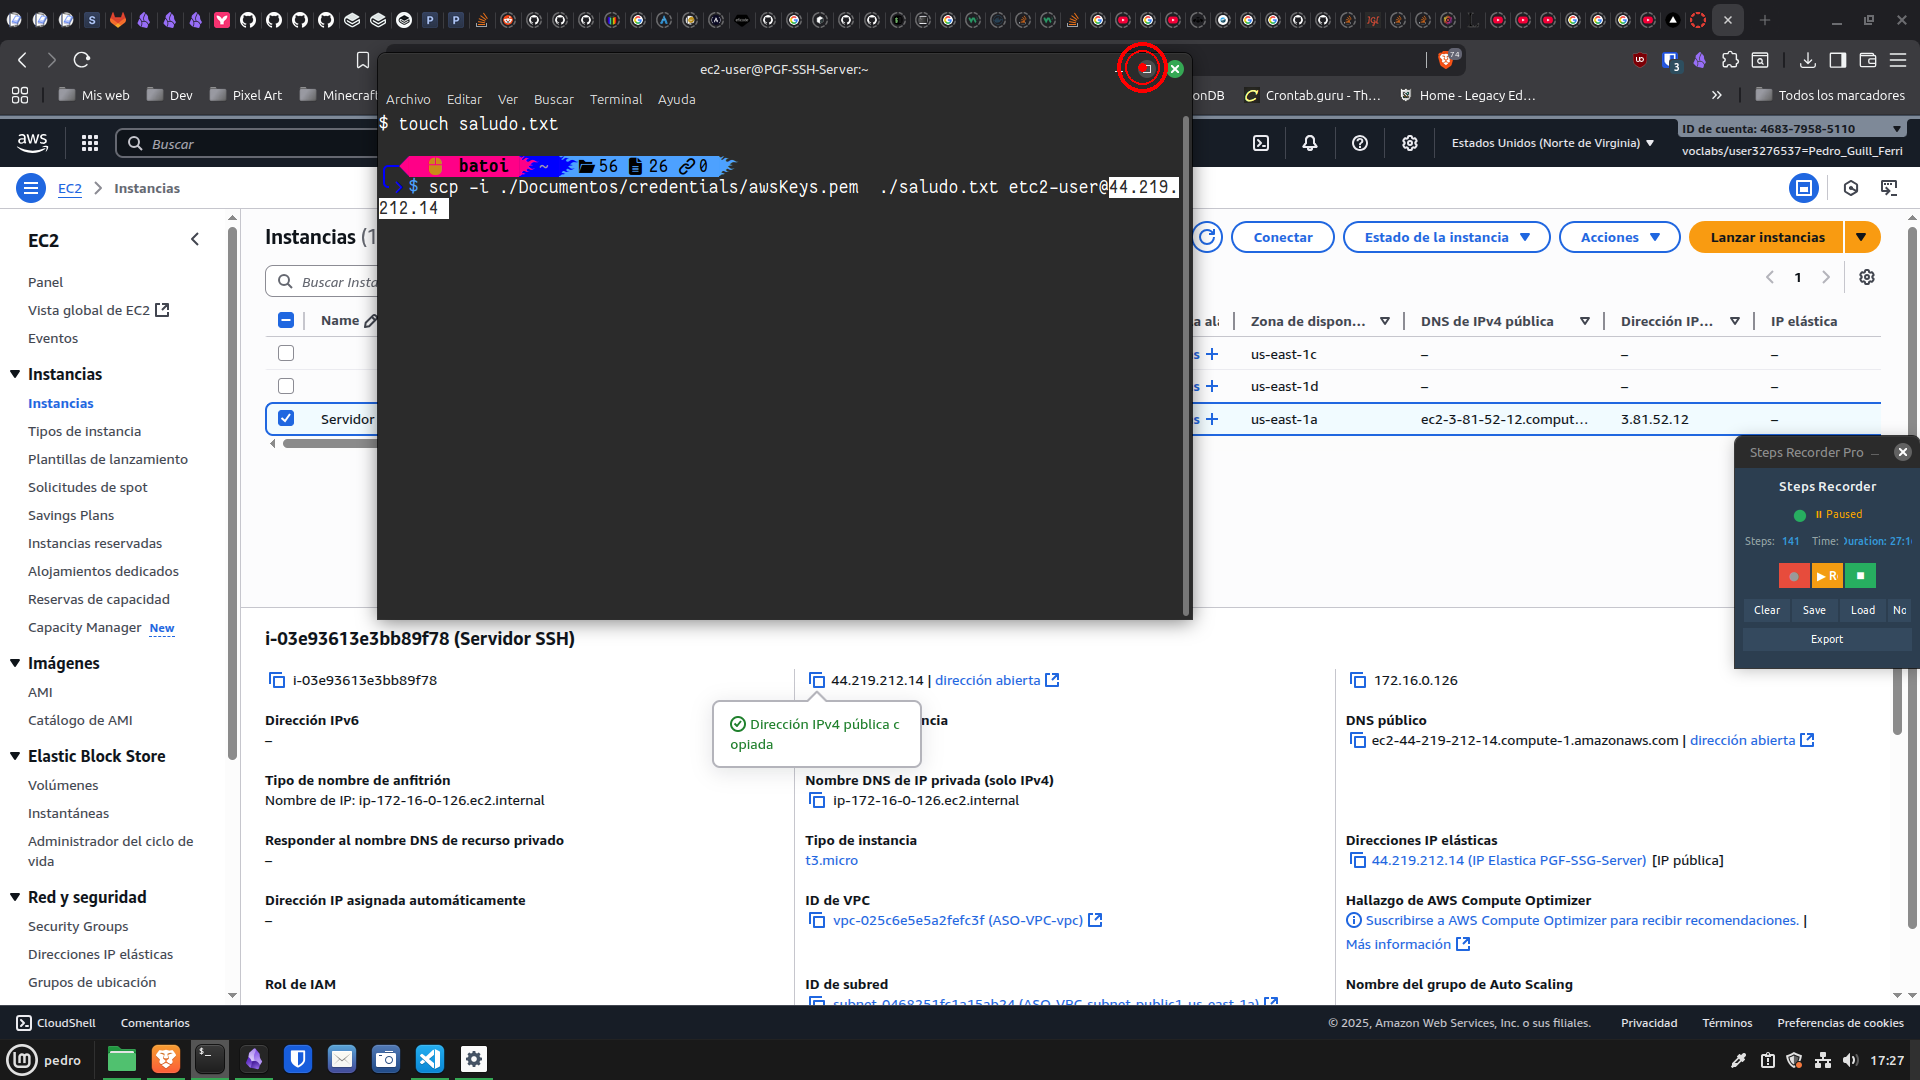 ec2-user@PGF-SSH-Server:~
Archivo Editar Ver Buscar Terminal Ayuda
$ touch saludo.txt
batoi ~ 56 26 0
$ scp -i ./Documentos/credentials/awsKeys.pem  ./saludo.txt etc2-user@44.219.
212.14
74
3
Mis web
Dev
Pixel Art
Minecraft
onDB
Crontab.guru - Th...
Home - Legacy Ed...
Todos los marcadores
aws
Buscar
Estados Unidos (Norte de Virginia)
ID de cuenta: 4683-7958-5110
voclabs/user3276537=Pedro_Guill_Ferri
EC2
Instancias
EC2
Panel
Vista global de EC2
Eventos
Instancias
Instancias
Tipos de instancia
Plantillas de lanzamiento
Solicitudes de spot
Savings Plans
Instancias reservadas
Alojamientos dedicados
Reservas de capacidad
Capacity Manager New
Imágenes
AMI
Catálogo de AMI
Elastic Block Store
Volúmenes
Instantáneas
Administrador del ciclo de
vida
Red y seguridad
Security Groups
Direcciones IP elásticas
Grupos de ubicación
Instancias (1
Conectar
Estado de la instancia
Acciones
Lanzar instancias
Buscar Insta
1
Name
a al
Zona de dispon...
DNS de IPv4 pública
Dirección IP...
IP elástica
s + us-east-1c – – –
s + us-east-1d – – –
Servidor s + us-east-1a ec2-3-81-52-12.comput... 3.81.52.12 –
Steps Recorder Pro
Steps Recorder
Paused
Steps: 141 Time: Duration: 27:1
R
Clear Save Load No
Export
i-03e93613e3bb89f78 (Servidor SSH)
i-03e93613e3bb89f78
44.219.212.14 | dirección abierta
172.16.0.126
Dirección IPv4 pública c
opiada
Dirección IPv6
–
ncia
DNS público
ec2-44-219-212-14.compute-1.amazonaws.com | dirección abierta
Tipo de nombre de anfitrión
Nombre de IP: ip-172-16-0-126.ec2.internal
Nombre DNS de IP privada (solo IPv4)
ip-172-16-0-126.ec2.internal
Responder al nombre DNS de recurso privado
–
Tipo de instancia
t3.micro
Direcciones IP elásticas
44.219.212.14 (IP Elastica PGF-SSG-Server) [IP pública]
Dirección IP asignada automáticamente
–
ID de VPC
vpc-025c6e5e5a2fefc3f (ASO-VPC-vpc)
Hallazgo de AWS Compute Optimizer
Suscribirse a AWS Compute Optimizer para recibir recomendaciones. |
Más información
Rol de IAM
ID de subred
subnet-0468251fc1a15ab24 (ASO-VPC-subnet-public1-us-east-1a)
Nombre del grupo de Auto Scaling
CloudShell
Comentarios
© 2025, Amazon Web Services, Inc. o sus filiales.
Privacidad
Términos
Preferencias de cookies
pedro
17:27